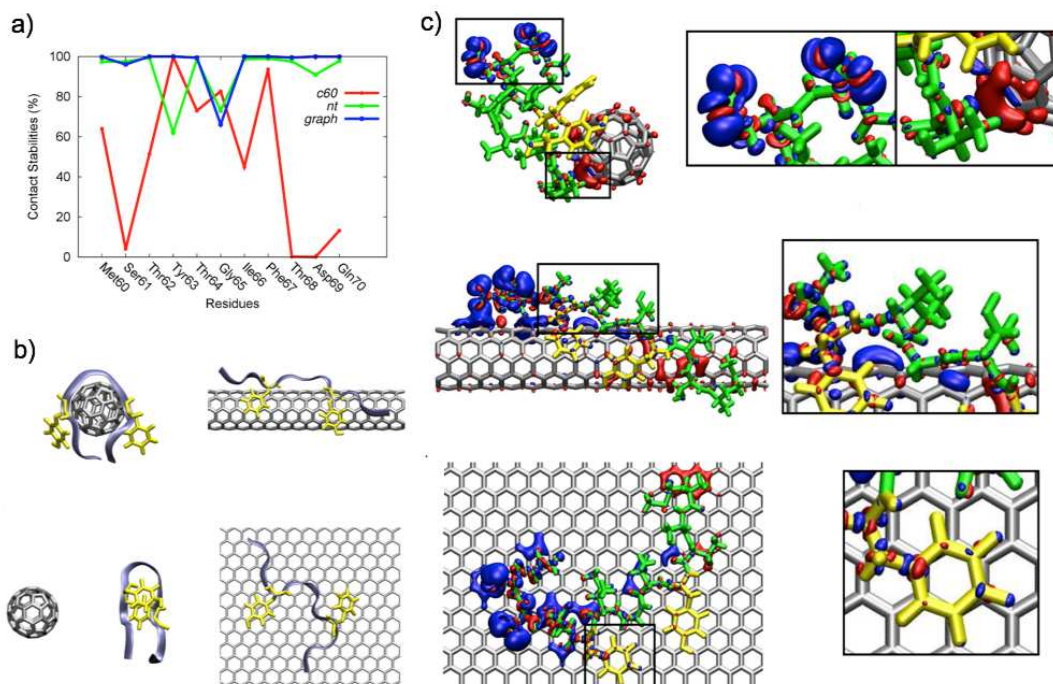 a)
Contact Stabilities (%)
100
80
60
40
20
0
c60
nt
graph
Met60
Ser61
Thr62
Tyr63
Thr64
Gly65
Ile66
Phe67
Thr68
Asp69
Gln70
Residues
b)
c)